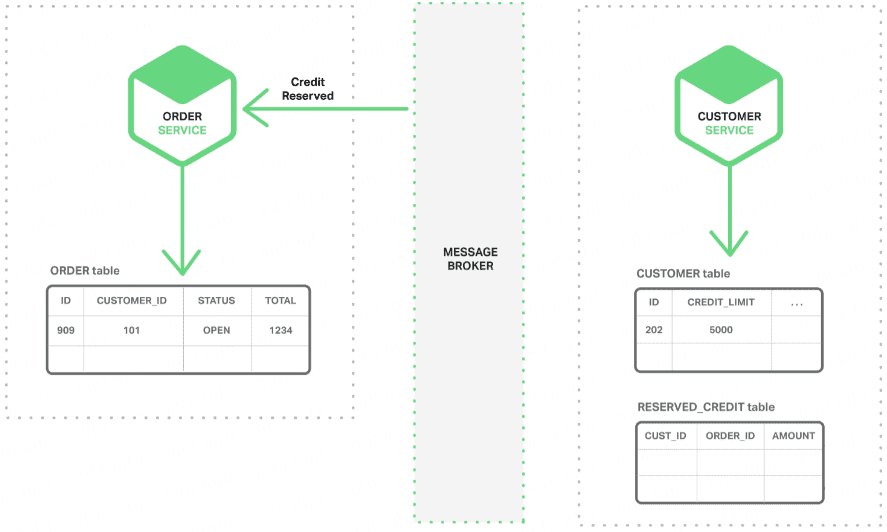 Credit
Reserved
ORDER
SERVICE
ORDER table
ID CUSTOMER_ID STATUS TOTAL
909 101 OPEN 1234
MESSAGE
BROKER
CUSTOMER
SERVICE
CUSTOMER table
ID CREDIT_LIMIT ...
202 5000
RESERVED_CREDIT table
CUST_ID ORDER_ID AMOUNT